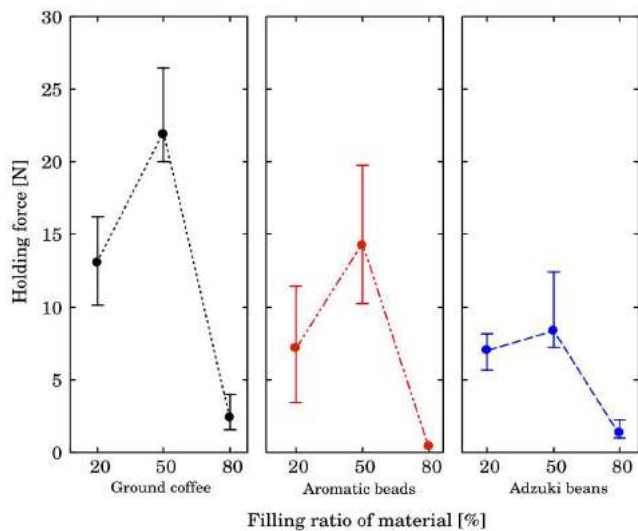 30
25
20
15
10
5
0
Holding force [N]
20 50 80 20 50 80 20 50 80
Ground coffee Aromatic beads Adzuki beans
Filling ratio of material [%]